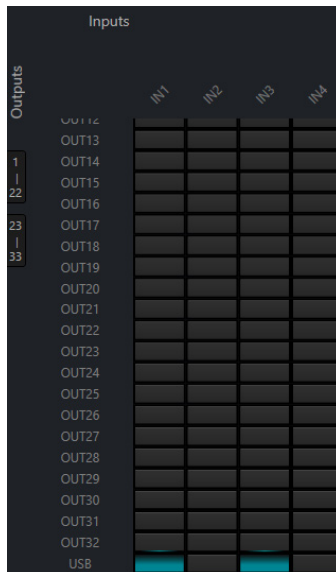 Inputs
Outputs
IN1 IN2 IN3 IN4
OUT12
OUT13
1
OUT14
|
OUT15
22
OUT16
23
OUT17
|
OUT18
33
OUT19
OUT20
OUT21
OUT22
OUT23
OUT24
OUT25
OUT26
OUT27
OUT28
OUT29
OUT30
OUT31
OUT32
USB